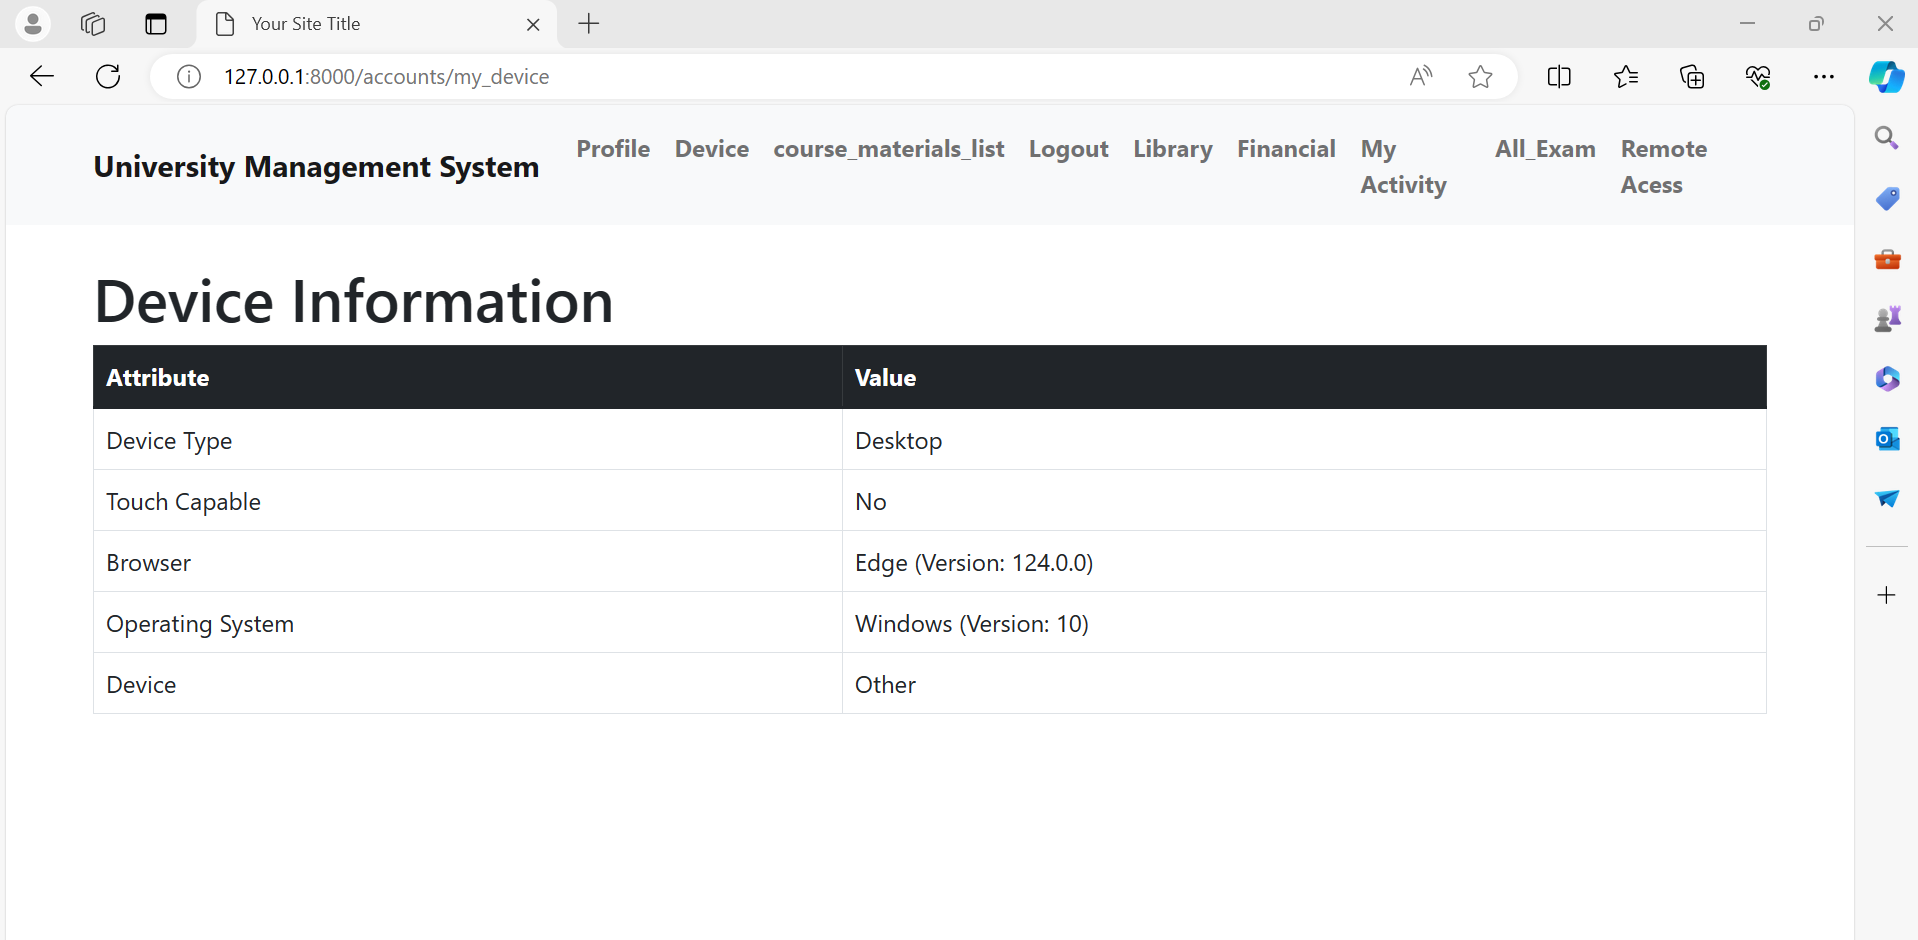 Your Site Title
127.0.0.1:8000/accounts/my_device
University Management System
Profile Device course_materials_list Logout Library Financial My Activity All_Exam Remote Acess
Device Information
Attribute Value
Device Type Desktop
Touch Capable No
Browser Edge (Version: 124.0.0)
Operating System Windows (Version: 10)
Device Other